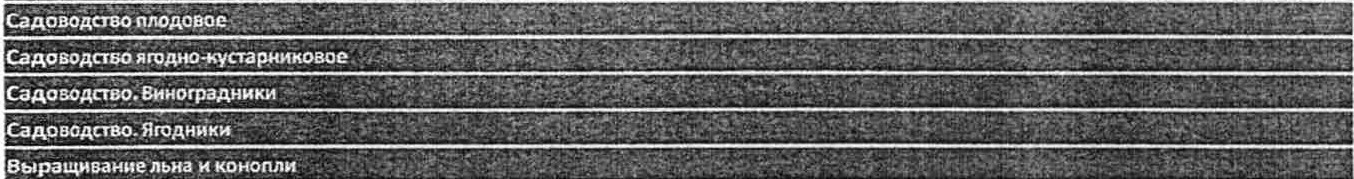 Садоводство плодовое
Садоводство ягодно-кустарниковое
Садоводство. Виноградники
Садоводство. Ягодники
Выращивание льна и конопли